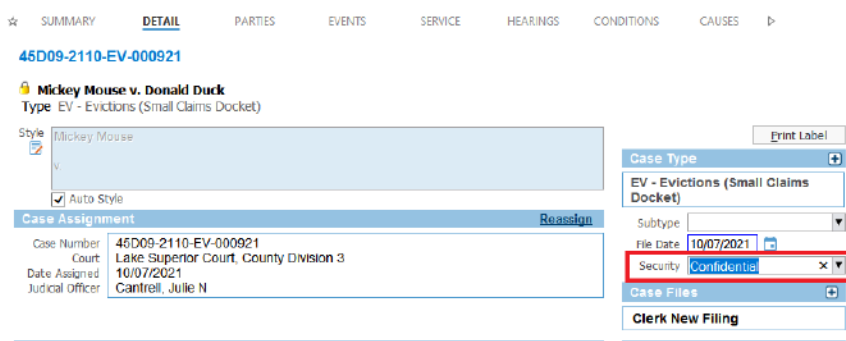 SUMMARY DETAIL PARTIES EVENTS SERVICE HEARINGS CONDITIONS CAUSES
45D09-2110-EV-000921
Mickey Mouse v. Donald Duck
Type EV - Evictions (Small Claims Docket)
Style
Mickey Mouse
v.
Auto Style
Case Assignment Reassign
Case Number 45D09-2110-EV-000921
Court Lake Superior Court, County Division 3
Date Assigned 10/07/2021
Judicial Officer Cantrell, Julie N
Print Label
Case Type
EV - Evictions (Small Claims
Docket)
Subtype
File Date 10/07/2021
Security Confidential
Case Files
Clerk New Filing